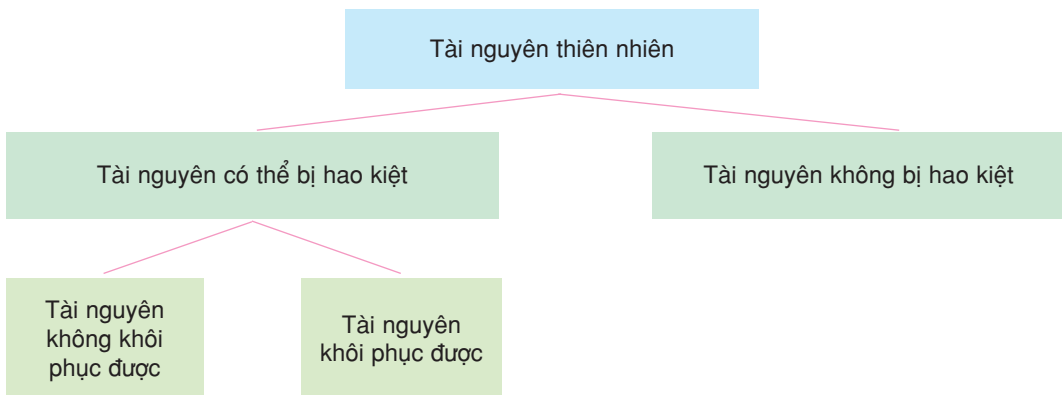 Tài nguyên thiên nhiên
Tài nguyên có thể bị hao kiệt
Tài nguyên không bị hao kiệt
Tài nguyên
không khôi
phục được
Tài nguyên
khôi phục được